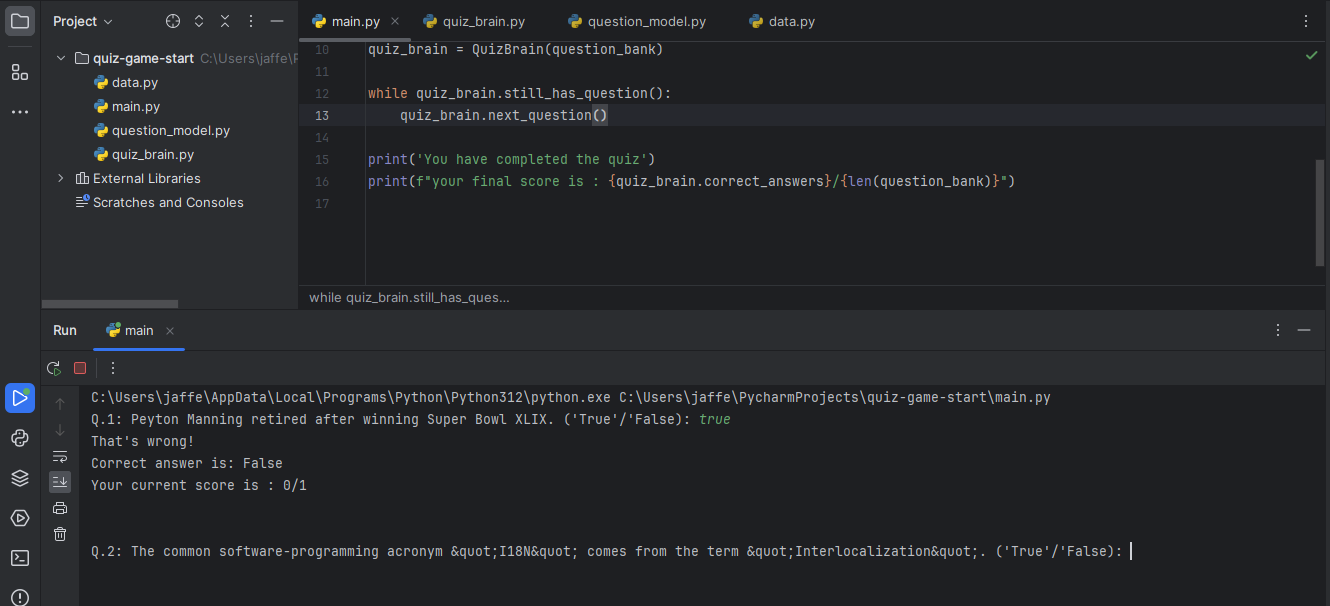 Project
main.py
quiz_brain.py
question_model.py
data.py
quiz-game-start C:\Users\jaffe\P
data.py
main.py
question_model.py
quiz_brain.py
External Libraries
Scratches and Consoles
10 quiz_brain = QuizBrain(question_bank)
11
12 while quiz_brain.still_has_question():
13 quiz_brain.next_question()
14
15 print('You have completed the quiz')
16 print(f"your final score is : {quiz_brain.correct_answers}/{len(question_bank)}")
17
while quiz_brain.still_has_ques...
Run
main
C:\Users\jaffe\AppData\Local\Programs\Python\Python312\python.exe C:\Users\jaffe\PycharmProjects\quiz-game-start\main.py
Q.1: Peyton Manning retired after winning Super Bowl XLIX. ('True'/'False): true
That's wrong!
Correct answer is: False
Your current score is : 0/1
Q.2: The common software-programming acronym &quot;I18N&quot; comes from the term &quot;Interlocalization&quot;. ('True'/'False):